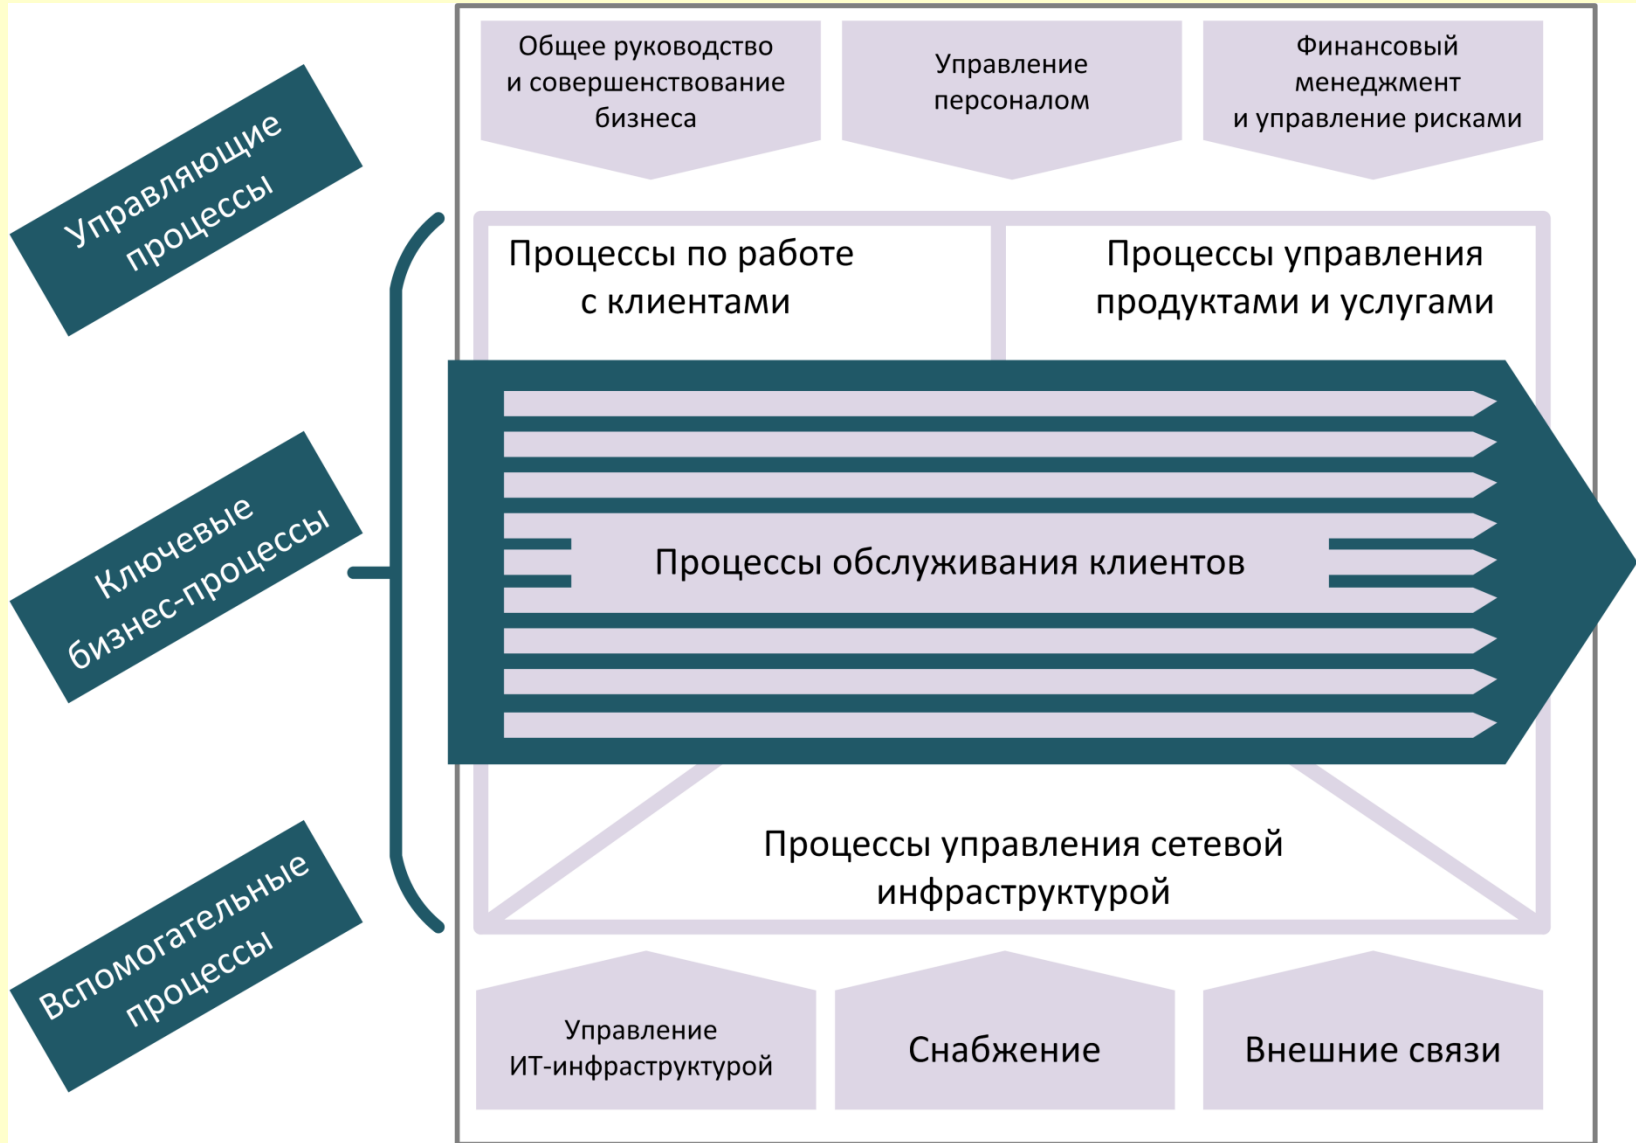 Общее руководство
и совершенствование
бизнеса
Управление
персоналом
Финансовый
менеджмент
и управление рисками
Управляющие
процессы
Процессы по работе
с клиентами
Процессы управления
продуктами и услугами
Ключевые
бизнес-процессы
Процессы обслуживания клиентов
Процессы управления сетевой
инфраструктурой
Вспомогательные
процессы
Управление
ИТ-инфраструктурой
Снабжение
Внешние связи